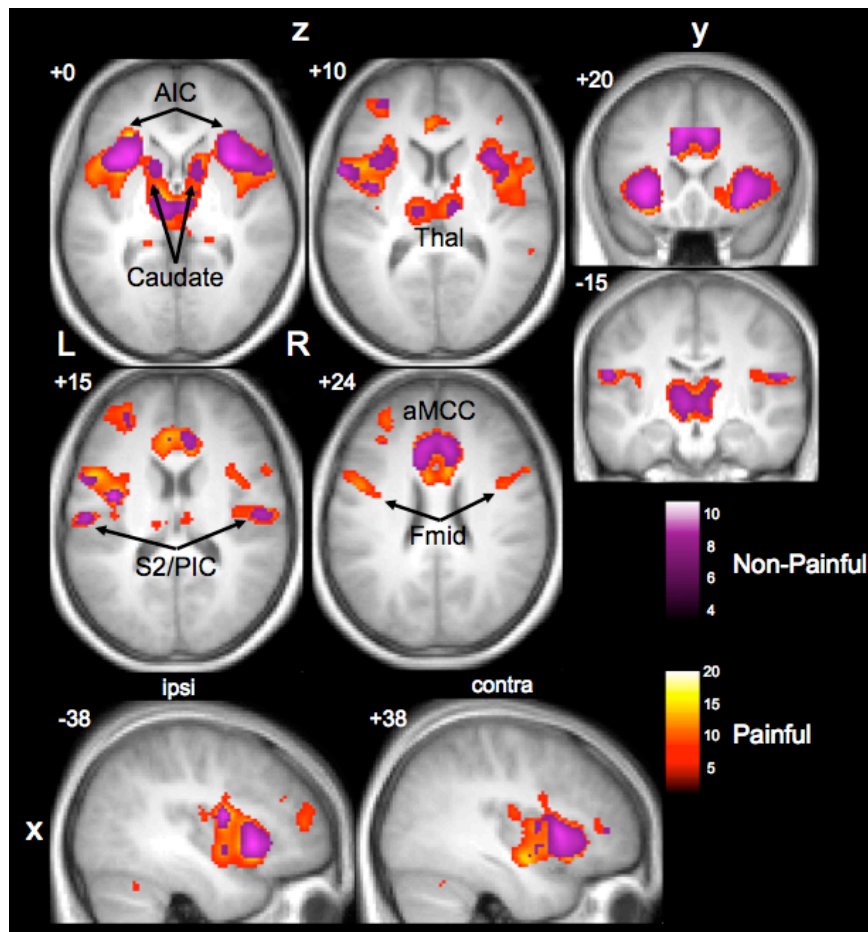 z
y
+0
+10
+20
AIC
Thal
Caudate
-15
L
R
+15
+24
aMCC
Fmid
S2/PIC
10
8
6
4
Non-Painful
20
15
10
5
Painful
ipsi
contra
-38
+38
x